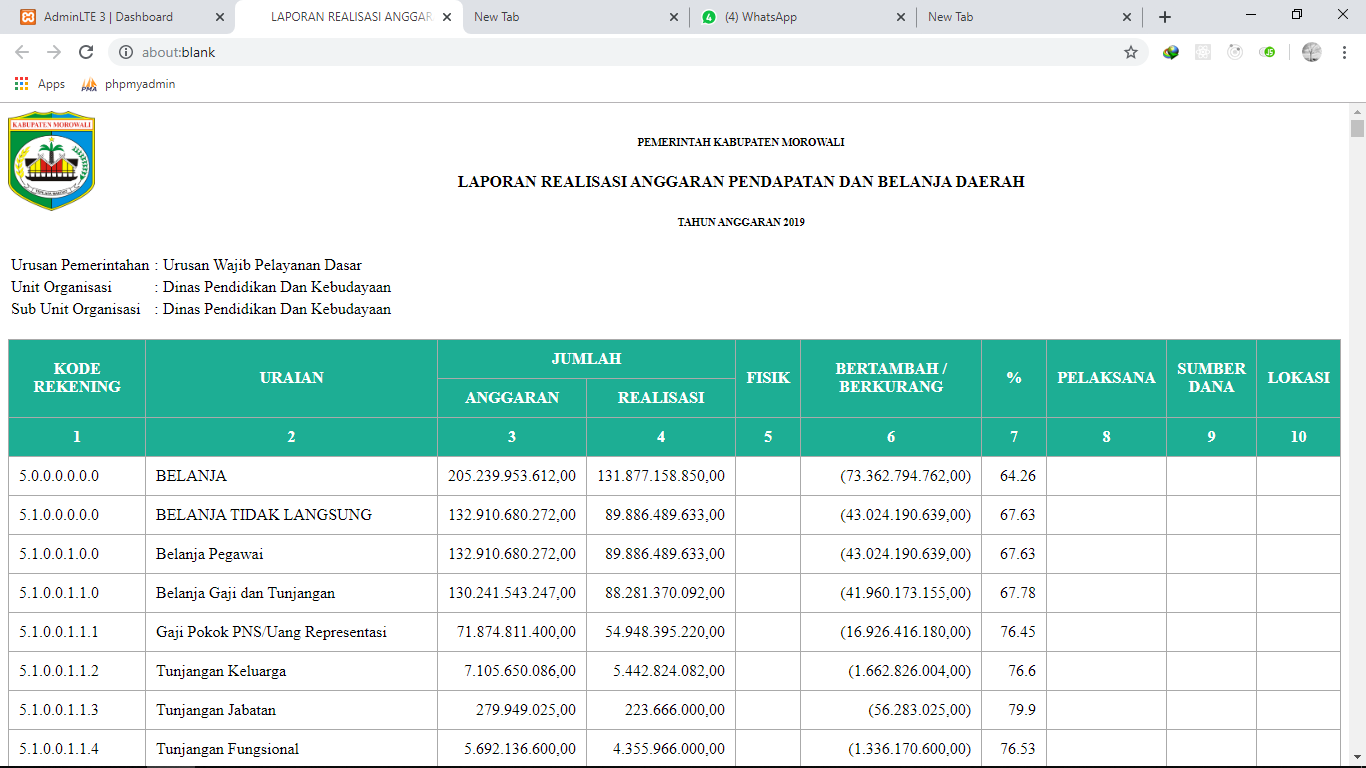 AdminLTE 3 | Dashboard
LAPORAN REALISASI ANGGAR
New Tab
(4) WhatsApp
New Tab
about:blank
Apps
phpmyadmin
KABUPATEN MOROWALI
PEMERINTAH KABUPATEN MOROWALI
LAPORAN REALISASI ANGGARAN PENDAPATAN DAN BELANJA DAERAH
TAHUN ANGGARAN 2019
Urusan Pemerintahan : Urusan Wajib Pelayanan Dasar
Unit Organisasi : Dinas Pendidikan Dan Kebudayaan
Sub Unit Organisasi : Dinas Pendidikan Dan Kebudayaan
KODE REKENING URAIAN JUMLAH FISIK BERTAMBAH / BERKURANG % PELAKSANA SUMBER DANA LOKASI
ANGGARAN REALISASI
1 2 3 4 5 6 7 8 9 10
5.0.0.0.0.0.0 BELANJA 205.239.953.612,00 131.877.158.850,00 (73.362.794.762,00) 64.26
5.1.0.0.0.0.0 BELANJA TIDAK LANGSUNG 132.910.680.272,00 89.886.489.633,00 (43.024.190.639,00) 67.63
5.1.0.0.1.0.0 Belanja Pegawai 132.910.680.272,00 89.886.489.633,00 (43.024.190.639,00) 67.63
5.1.0.0.1.1.0 Belanja Gaji dan Tunjangan 130.241.543.247,00 88.281.370.092,00 (41.960.173.155,00) 67.78
5.1.0.0.1.1.1 Gaji Pokok PNS/Uang Representasi 71.874.811.400,00 54.948.395.220,00 (16.926.416.180,00) 76.45
5.1.0.0.1.1.2 Tunjangan Keluarga 7.105.650.086,00 5.442.824.082,00 (1.662.826.004,00) 76.6
5.1.0.0.1.1.3 Tunjangan Jabatan 279.949.025,00 223.666.000,00 (56.283.025,00) 79.9
5.1.0.0.1.1.4 Tunjangan Fungsional 5.692.136.600,00 4.355.966.000,00 (1.336.170.600,00) 76.53